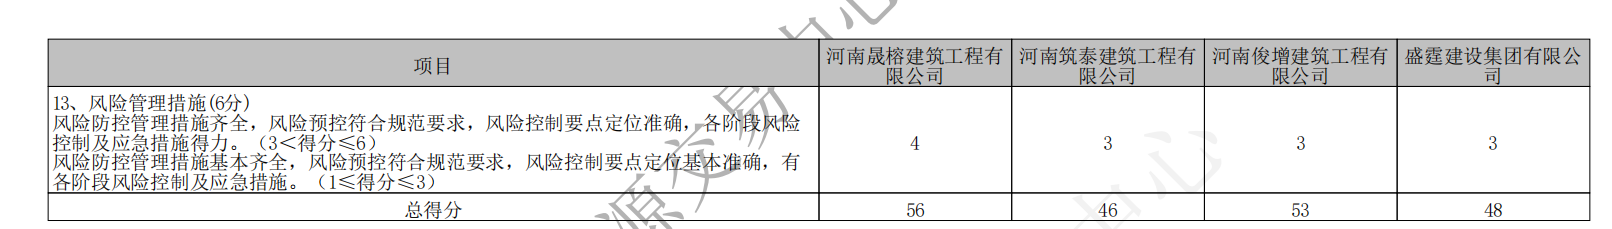 项目
河南晟榕建筑工程有
限公司
河南筑泰建筑工程有
限公司
河南俊增建筑工程有
限公司
盛霆建设集团有限公
司
13、风险管理措施(6分)
风险防控管理措施齐全，风险预控符合规范要求，风险控制要点定位准确，各阶段风险
控制及应急措施得力。（3＜得分≤6）
风险防控管理措施基本齐全，风险预控符合规范要求，风险控制要点定位基本准确，有
各阶段风险控制及应急措施。（1≤得分≤3）
4
3
3
3
总得分
56
46
53
48
源交易中心
中心